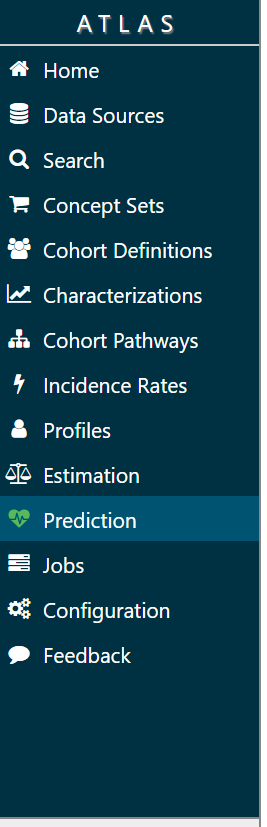 ATLAS
Home
Data Sources
Search
Concept Sets
Cohort Definitions
Characterizations
Cohort Pathways
Incidence Rates
Profiles
Estimation
Prediction
Jobs
Configuration
Feedback